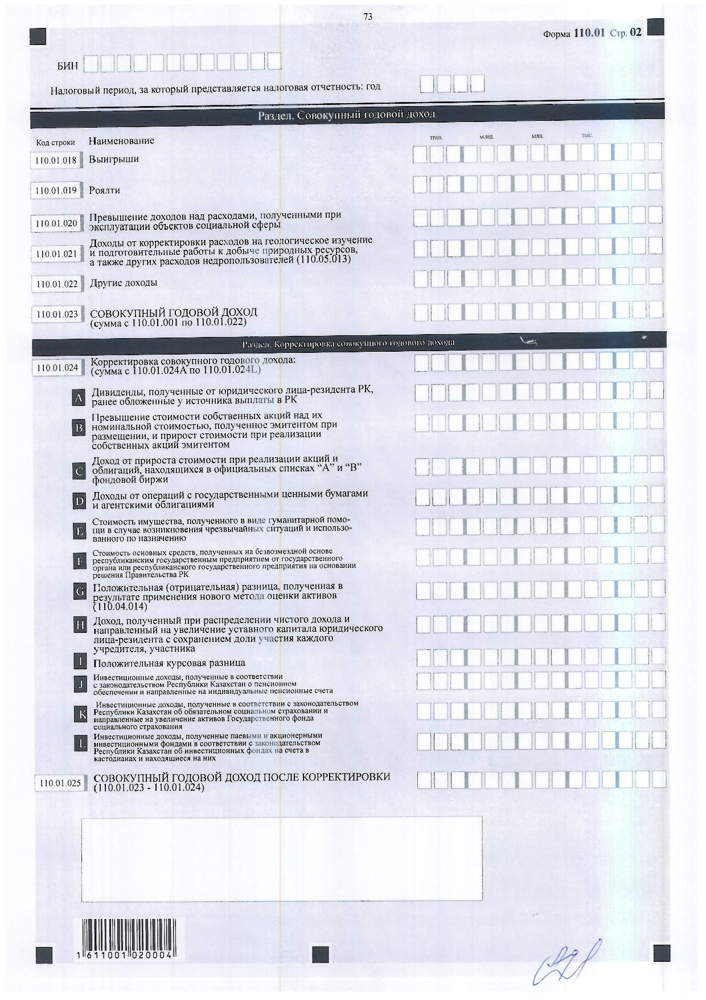 73
Форма 110.01 Стр. 02
БИН
Налоговый период, за который представляется налоговая отчетность: год
Раздел. Совокупный годовой доход
Код строки Наименование ТРЛН. МЛРД. МЛН. ТЫС.
110.01.018 Выигрыши
110.01.019 Роялти
110.01.020 Превышение доходов над расходами, полученными при
эксплуатации объектов социальной сферы
110.01.021 Доходы от корректировки расходов на геологическое изучение
и подготовительные работы к добыче природных ресурсов,
а также других расходов недропользователей (110.05.013)
110.01.022 Другие доходы
110.01.023 СОВОКУПНЫЙ ГОДОВОЙ ДОХОД
(сумма с 110.01.001 по 110.01.022)
Раздел. Корректировка совокупного годового дохода
110.01.024 Корректировка совокупного годового дохода:
(сумма с 110.01.024A по 110.01.024L)
A Дивиденды, полученные от юридического лица-резидента РК,
ранее обложенные у источника выплаты в РК
B Превышение стоимости собственных акций над их
номинальной стоимостью, полученное эмитентом при
размещении, и прирост стоимости при реализации
собственных акций эмитентом
C Доход от прироста стоимости при реализации акций и
облигаций, находящихся в официальных списках “А” и “В”
фондовой биржи
D Доходы от операций с государственными ценными бумагами
и агентскими облигациями
E Стоимость имущества, полученного в виде гуманитарной помо-
щи в случае возникновения чрезвычайных ситуаций и использо-
ванного по назначению
F Стоимость основных средств, полученных на безвозмездной основе
республиканским государственным предприятием от государственного
органа или республиканского государственного предприятия на основании
решения Правительства РК
G Положительная (отрицательная) разница, полученная в
результате применения нового метода оценки активов
(110.04.014)
H Доход, полученный при распределении чистого дохода и
направленный на увеличение уставного капитала юридического
лица-резидента с сохранением доли участия каждого
учредителя, участника
I Положительная курсовая разница
J Инвестиционные доходы, полученные в соответствии
с законодательством Республики Казахстан о пенсионном
обеспечении и направленные на индивидуальные пенсионные счета
K Инвестиционные доходы, полученные в соответствии с законодательством
Республики Казахстан об обязательном социальном страховании и
направленные на увеличение активов Государственного фонда
социального страхования
L Инвестиционные доходы, полученные паевыми и акционерными
инвестиционными фондами в соответствии с законодательством
Республики Казахстан об инвестиционных фондах на счета в
кастодианах и находящиеся на них
110.01.025 СОВОКУПНЫЙ ГОДОВОЙ ДОХОД ПОСЛЕ КОРРЕКТИРОВКИ
(110.01.023 - 110.01.024)
1 611001 020004